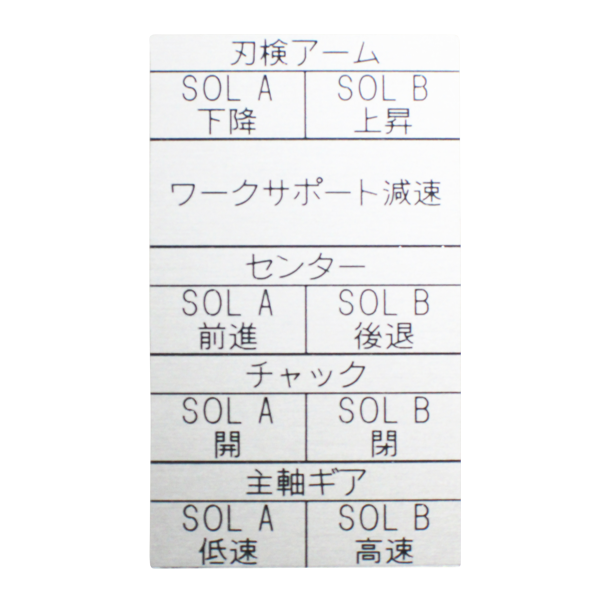 刃検アーム
SOL A SOL B
下降 上昇
ワークサポート減速
センター
SOL A SOL B
前進 後退
チャック
SOL A SOL B
開 閉
主軸ギア
SOL A SOL B
低速 高速